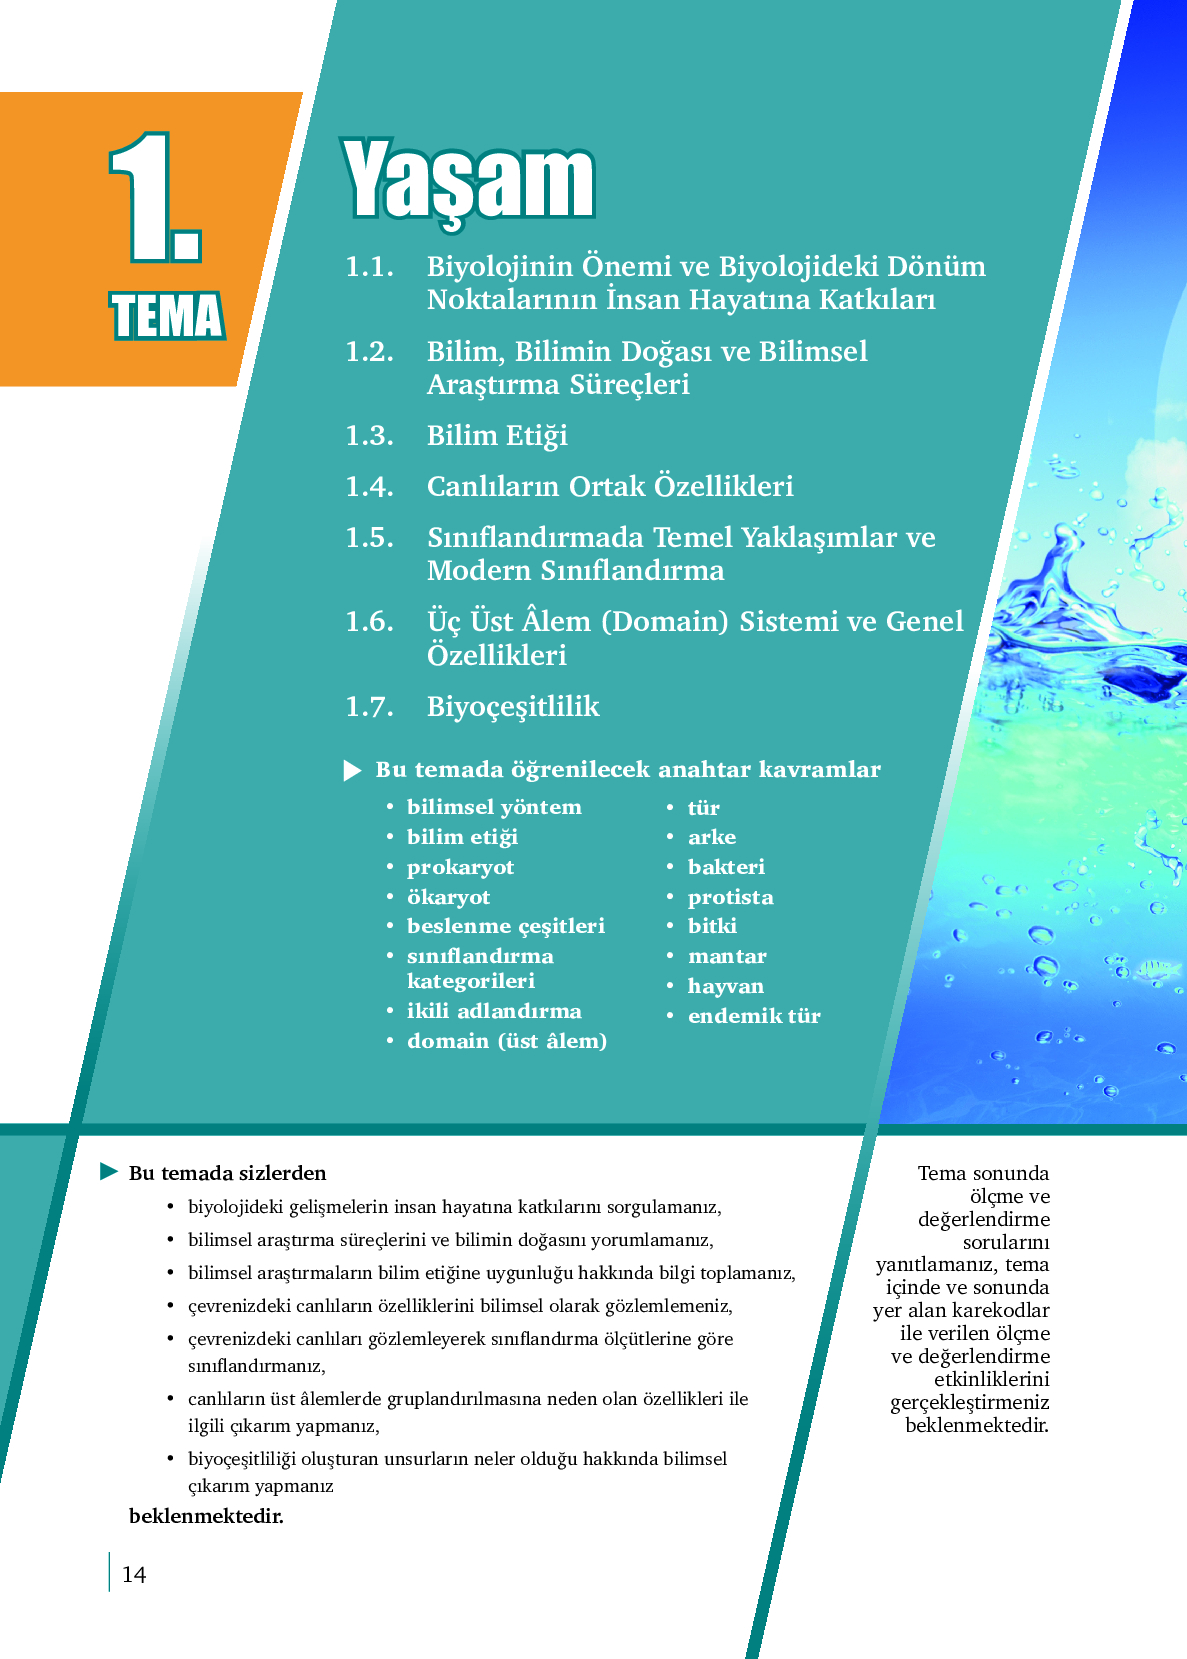 1.
TEMA
Yaşam
1.1. Biyolojinin Önemi ve Biyolojideki Dönüm
Noktalarının İnsan Hayatına Katkıları
1.2. Bilim, Bilimin Doğası ve Bilimsel
Araştırma Süreçleri
1.3. Bilim Etiği
1.4. Canlıların Ortak Özellikleri
1.5. Sınıflandırmada Temel Yaklaşımlar ve
Modern Sınıflandırma
1.6. Üç Üst Âlem (Domain) Sistemi ve Genel
Özellikleri
1.7. Biyoçeşitlilik
Bu temada öğrenilecek anahtar kavramlar
• bilimsel yöntem
• bilim etiği
• prokaryot
• ökaryot
• beslenme çeşitleri
• sınıflandırma
kategorileri
• ikili adlandırma
• domain (üst âlem)
• tür
• arke
• bakteri
• protista
• bitki
• mantar
• hayvan
• endemik tür
Bu temada sizlerden
• biyolojideki gelişmelerin insan hayatına katkılarını sorgulamanız,
• bilimsel araştırma süreçlerini ve bilimin doğasını yorumlamanız,
• bilimsel araştırmaların bilim etiğine uygunluğu hakkında bilgi toplamanız,
• çevrenizdeki canlıların özelliklerini bilimsel olarak gözlemlemeniz,
• çevrenizdeki canlıları gözlemleyerek sınıflandırma ölçütlerine göre
sınıflandırmanız,
• canlıların üst âlemlerde gruplandırılmasına neden olan özellikleri ile
ilgili çıkarım yapmanız,
• biyoçeşitliliği oluşturan unsurların neler olduğu hakkında bilimsel
çıkarım yapmanız
beklenmektedir.
Tema sonunda
ölçme ve
değerlendirme
sorularını
yanıtlamanız, tema
içinde ve sonunda
yer alan karekodlar
ile verilen ölçme
ve değerlendirme
etkinliklerini
gerçekleştirmeniz
beklenmektedir.
14